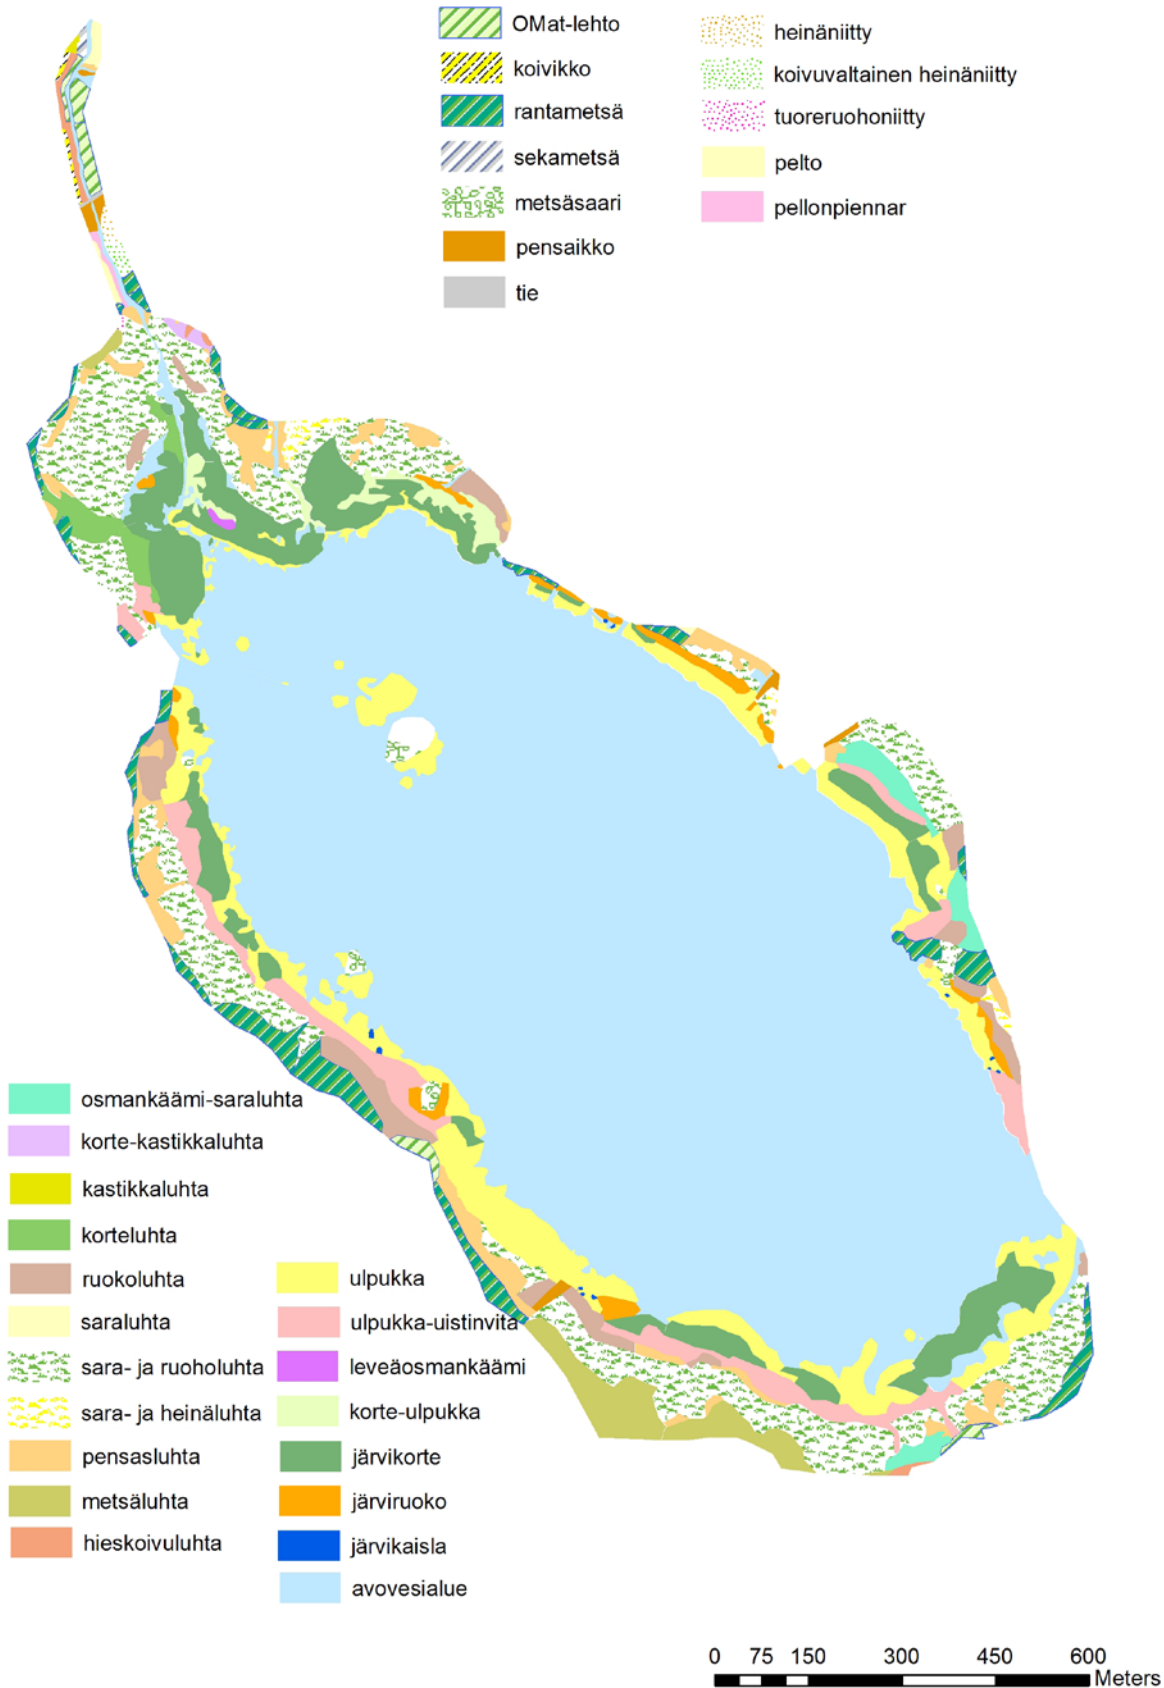 OMat-lehto
koivikko
rantametsä
sekametsä
metsäsaari
pensaikko
tie
heinäniitty
koivuvaltainen heinäniitty
tuoreruohoniitty
pelto
pellonpiennar
osmankäämi-saraluhta
korte-kastikkaluhta
kastikkaluhta
korteluhta
ruokoluhta
saraluhta
sara- ja ruoholuhta
sara- ja heinäluhta
pensasluhta
metsäluhta
hieskoivuluhta
ulpukka
ulpukka-uistinvita
leveäosmankäämi
korte-ulpukka
järvikorte
järviruoko
järvikaisla
avovesialue
0 75 150 300 450 600
Meters